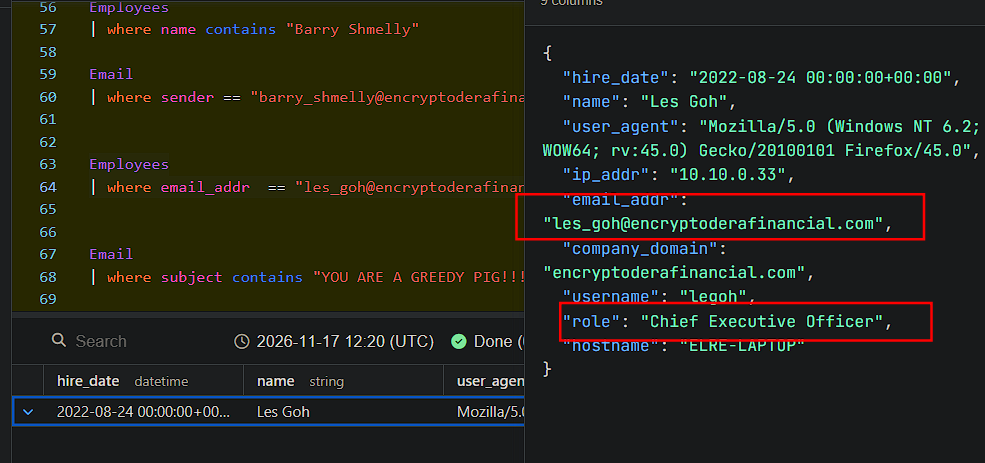 56 Employees
57 | where name contains "Barry Shmelly"
58
59 Email
60 | where sender == "barry_shmelly@encryptoderafina
61
62
63 Employees
64 | where email_addr  == "les_goh@encryptoderafinan
65
66
67 Email
68 | where subject contains "YOU ARE A GREEDY PIG!!!
69
Search
2026-11-17 12:20 (UTC)
Done (
hire_date datetime
name string
user_agen
2022-08-24 00:00:00+00...
Les Goh
Mozilla/5.0
9 columns
{
"hire_date": "2022-08-24 00:00:00+00:00",
"name": "Les Goh",
"user_agent": "Mozilla/5.0 (Windows NT 6.2;
WOW64; rv:45.0) Gecko/20100101 Firefox/45.0",
"ip_addr": "10.10.0.33",
"email_addr":
"les_goh@encryptoderafinancial.com",
"company_domain":
"encryptoderafinancial.com",
"username": "legoh",
"role": "Chief Executive Officer",
"hostname": "ELRE-LAPTOP"
}